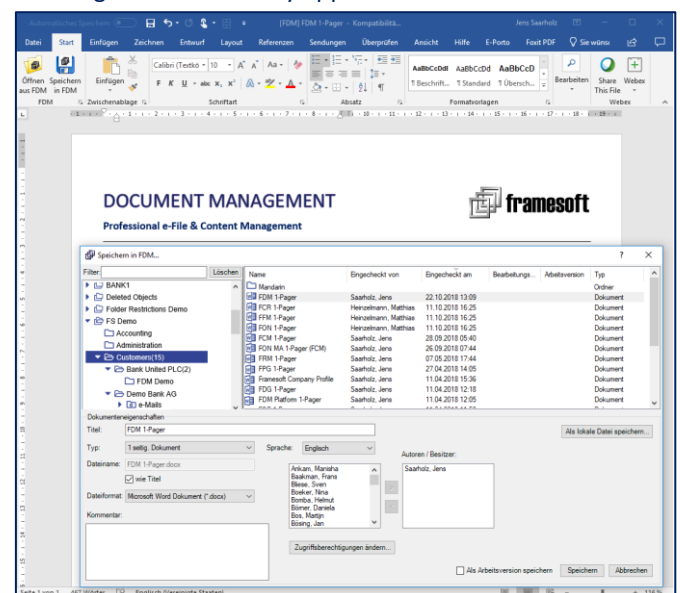 Automatisches Speichern
[FDM] FDM 1-Pager - Kompatibilitä...
Jens Saarholz
Datei Start Einfügen Zeichnen Entwurf Layout Referenzen Sendungen Überprüfen Ansicht Hilfe E-Porto Foxit PDF Sie wüns
Öffnen aus FDM
Speichern in FDM
Einfügen
Calibri (Textkö 10
AaBbCcDdI AaBbCcDd AaBbCcD
¶ Beschrift... ¶ Standard ¶ Übersch...
Bearbeiten
Share This File
Webex
FDM Zwischenablage Schriftart Absatz Formatvorlagen Webex
DOCUMENT MANAGEMENT
framesoft
Professional e-File & Content Management
Speichern in FDM...
Filter: Löschen
Name Eingecheckt von Eingecheckt am Bearbeitungs... Arbeitsversion Typ
BANK1
Deleted Objects
Folder Restrictions Demo
FS Demo
Accounting
Administration
Customers(15)
Bank United PLC(2)
FDM Demo
Demo Bank AG
e-Mails
Mandarin Ordner
FDM 1-Pager Saarholz, Jens 22.10.2018 13:09 Dokument
FCR 1-Pager Heinzelmann, Matthias 11.10.2018 16:25 Dokument
FFM 1-Pager Heinzelmann, Matthias 11.10.2018 16:25 Dokument
FON 1-Pager Heinzelmann, Matthias 11.10.2018 16:25 Dokument
FCM 1-Pager Saarholz, Jens 28.09.2018 05:40 Dokument
FON MA 1-Pager (FCM) Saarholz, Jens 26.09.2018 07:44 Dokument
FRM 1-Pager Saarholz, Jens 07.05.2018 17:44 Dokument
FPG 1-Pager Saarholz, Jens 27.04.2018 14:05 Dokument
Framesoft Company Profile Saarholz, Jens 11.04.2018 15:36 Dokument
FDG 1-Pager Saarholz, Jens 11.04.2018 12:18 Dokument
FDM Platform 1-Pager Saarholz, Jens 11.04.2018 12:05 Dokument
Dokumenteneigenschaften
Titel: FDM 1-Pager
Als lokale Datei speichern...
Typ: 1 seitig. Dokument Sprache: Englisch
Autoren / Besitzer:
Dateiname: FDM 1-Pager.docx
wie Titel
Dateiformat: Microsoft Word Dokument (*.docx)
Kommentar:
Ankam, Manisha
Baakman, Frans
Bliese, Sven
Boeker, Nina
Bomba, Helmut
Börner, Daniela
Bos, Martijn
Bösing, Jan
Saarholz, Jens
Zugriffsberechtigungen ändern...
Als Arbeitsversion speichern Speichern Abbrechen
Seite 1 von 1 467 Wörter Englisch (Vereinigte Staaten) 116 %